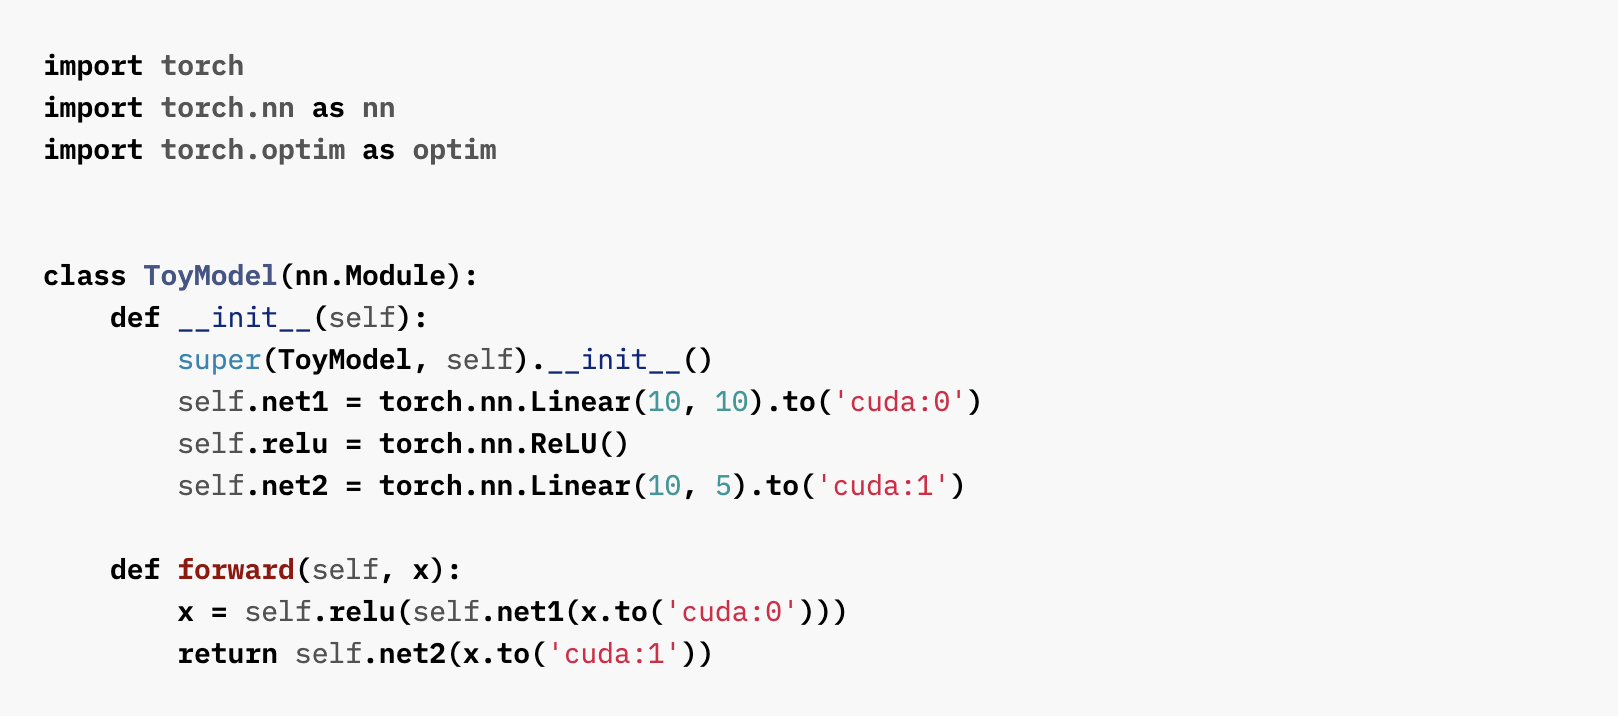 import torch
import torch.nn as nn
import torch.optim as optim
class ToyModel(nn.Module):
    def __init__(self):
        super(ToyModel, self).__init__()
        self.net1 = torch.nn.Linear(10, 10).to('cuda:0')
        self.relu = torch.nn.ReLU()
        self.net2 = torch.nn.Linear(10, 5).to('cuda:1')
    def forward(self, x):
        x = self.relu(self.net1(x.to('cuda:0')))
        return self.net2(x.to('cuda:1'))